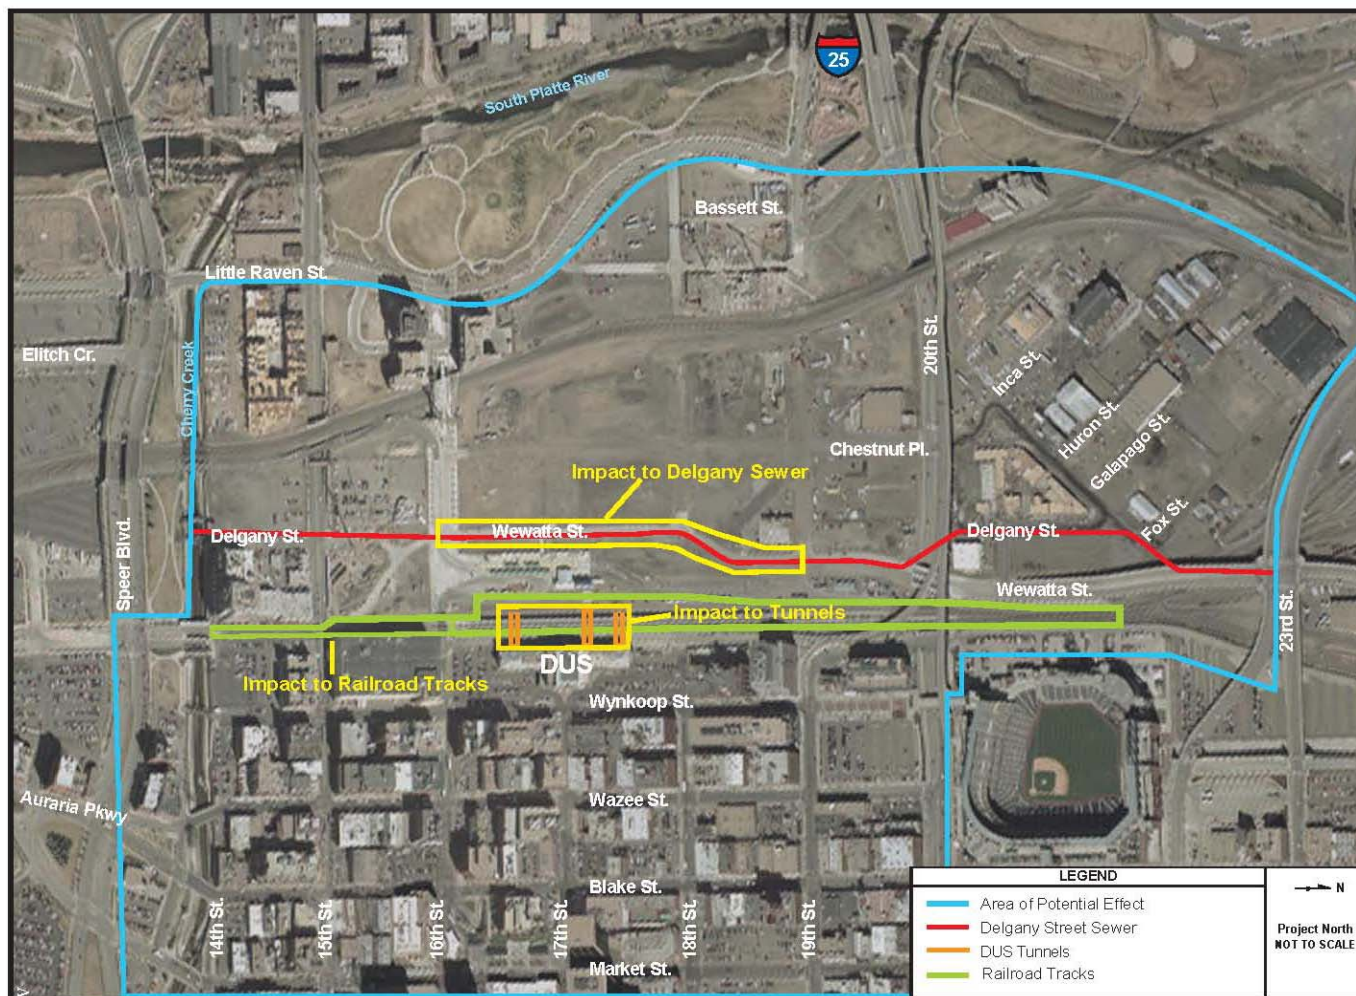 25
South Platte River
Bassett St.
Little Raven St.
Elitch Cr.
Cherry Creek
20th St.
Inca St.
Huron St.
Galapago St.
Fox St.
Chestnut Pl.
Impact to Delgany Sewer
Speer Blvd.
Delgany St.
Wewatta St.
Delgany St.
Wewatta St.
Impact to Tunnels
23rd St.
DUS
Impact to Railroad Tracks
Wynkoop St.
Wazee St.
Auraria Pkwy
Blake St.
14th St.
15th St.
16th St.
17th St.
18th St.
19th St.
Market St.
LEGEND
Area of Potential Effect
Delgany Street Sewer
DUS Tunnels
Railroad Tracks
N
Project North
NOT TO SCALE